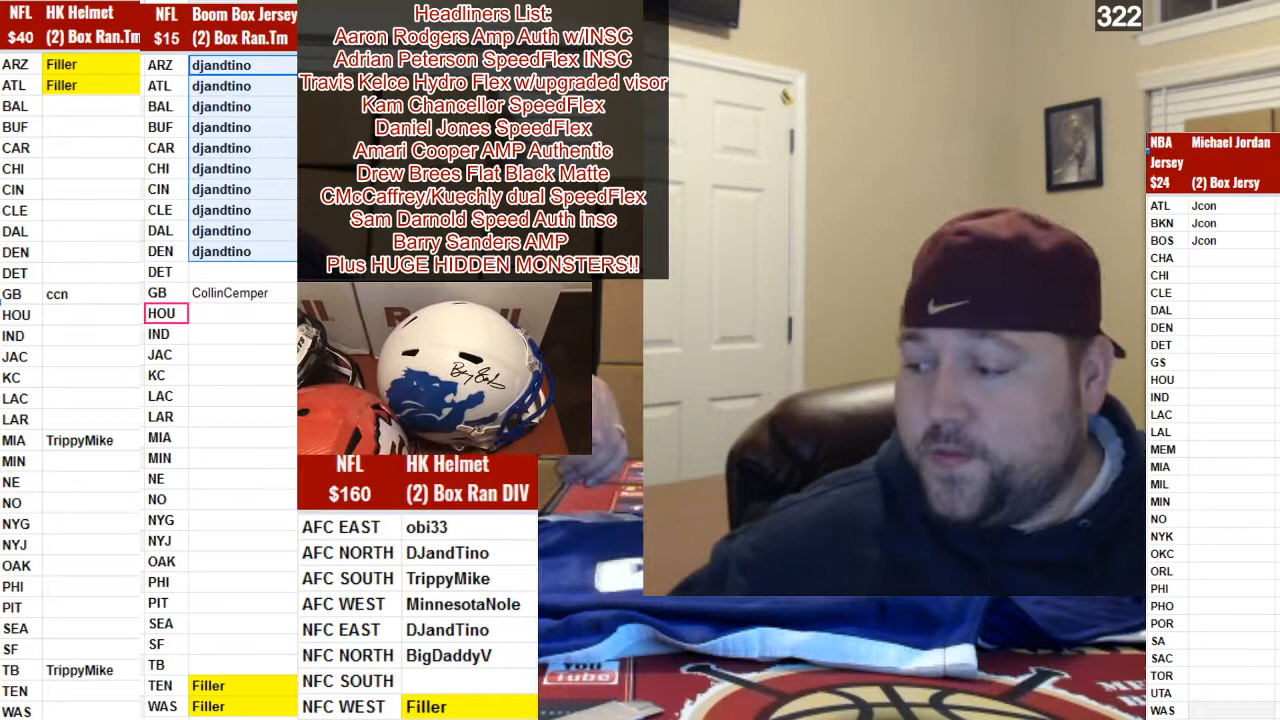 NFL HK Helmet
$40 (2) Box Ran.Tm
ARZ Filler
ATL Filler
BAL
BUF
CAR
CHI
CIN
CLE
DAL
DEN
DET
GB ccn
HOU
IND
JAC
KC
LAC
LAR
MIA TrippyMike
MIN
NE
NO
NYG
NYJ
OAK
PHI
PIT
SEA
SF
TB TrippyMike
TEN
WAS
NFL Boom Box Jersey
$15 (2) Box Ran.Tm
ARZ djandtino
ATL djandtino
BAL djandtino
BUF djandtino
CAR djandtino
CHI djandtino
CIN djandtino
CLE djandtino
DAL djandtino
DEN djandtino
DET
GB CollinCemper
HOU
IND
JAC
KC
LAC
LAR
MIA
MIN
NE
NO
NYG
NYJ
OAK
PHI
PIT
SEA
SF
TB
TEN Filler
WAS Filler
Headliners List:
Aaron Rodgers Amp Auth w/INSC
Adrian Peterson SpeedFlex INSC
Travis Kelce Hydro Flex w/upgraded visor
Kam Chancellor SpeedFlex
Daniel Jones SpeedFlex
Amari Cooper AMP Authentic
Drew Brees Flat Black Matte
CMcCaffrey/Kuechly dual SpeedFlex
Sam Darnold Speed Auth insc
Barry Sanders AMP
Plus HUGE HIDDEN MONSTERS!!
NFL HK Helmet
$160 (2) Box Ran DIV
AFC EAST obi33
AFC NORTH DJandTino
AFC SOUTH TrippyMike
AFC WEST MinnesotaNole
NFC EAST DJandTino
NFC NORTH BigDaddyV
NFC SOUTH
NFC WEST Filler
You
Tube
322
NBA Michael Jordan
Jersey
$24 (2) Box Jersy
ATL Jcon
BKN Jcon
BOS Jcon
CHA
CHI
CLE
DAL
DEN
DET
GS
HOU
IND
LAC
LAL
MEM
MIA
MIL
MIN
NO
NYK
OKC
ORL
PHI
PHO
POR
SA
SAC
TOR
UTA
WAS